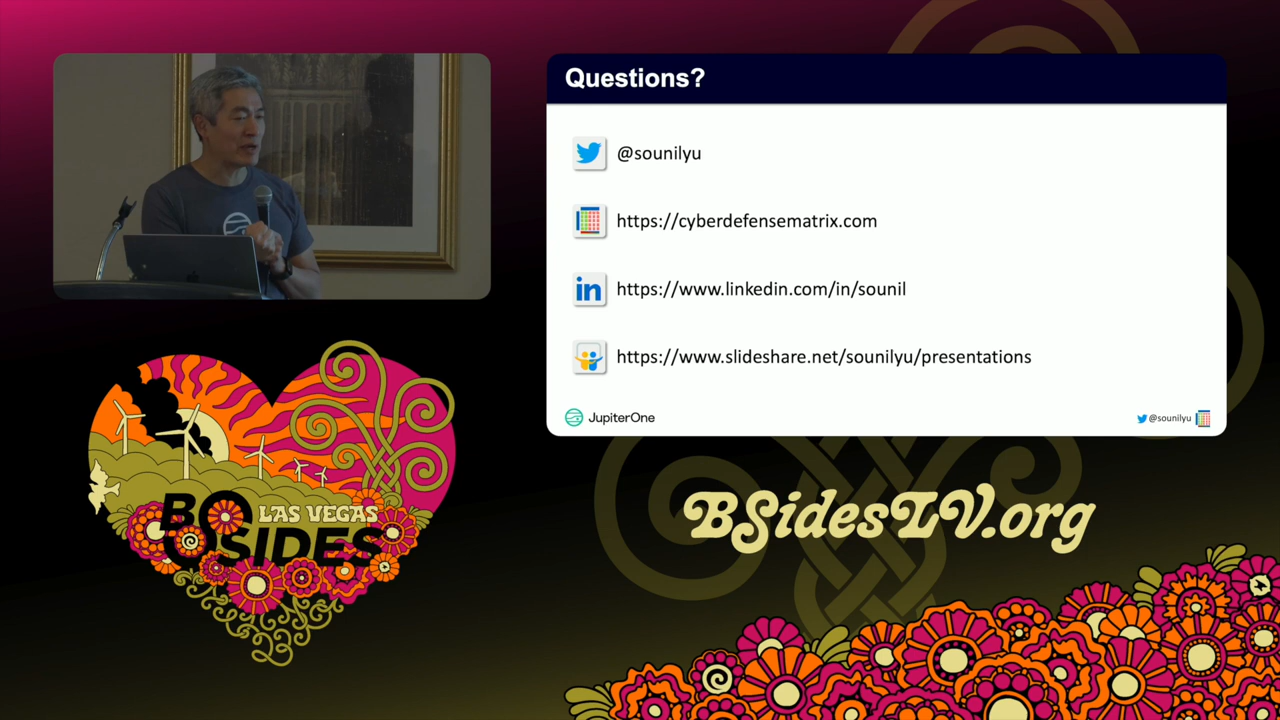 Questions?
@sounilyu
https://cyberdefensematrix.com
https://www.linkedin.com/in/sounil
https://www.slideshare.net/sounilyu/presentations
JupiterOne
@sounilyu
LAS VEGAS
BSIDES
23
BSidesLV.org